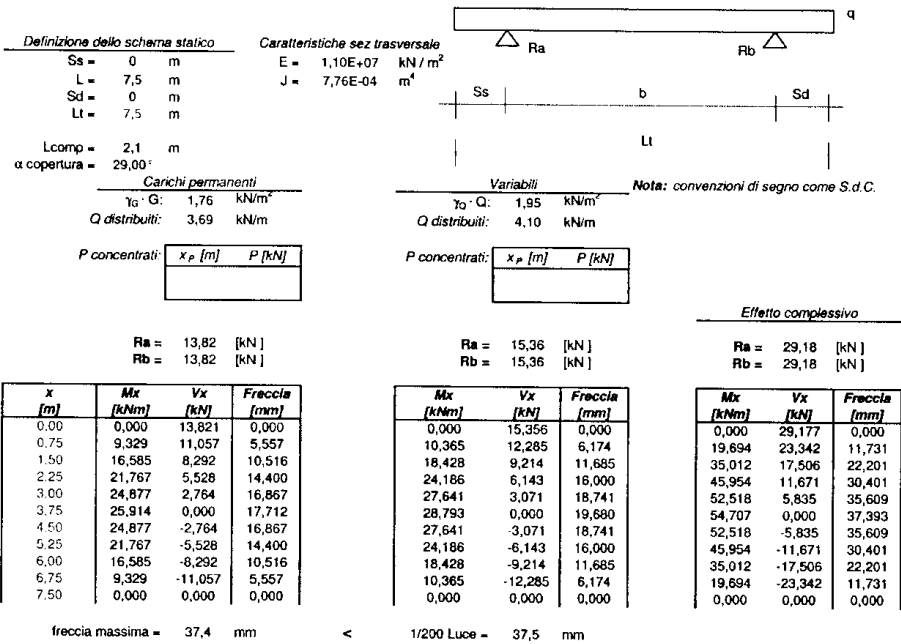 q
Ra
Rb
Definizione dello schema statico
Ss = 0 m
L = 7,5 m
Sd = 0 m
Lt = 7,5 m
Lcomp = 2,1 m
α copertura = 29,00 °
Caratteristiche sez trasversale
E = 1,10E+07 kN / m²
J = 7,76E-04 m⁴
Ss b Sd
Lt
Carichi permanenti
γG · G: 1,76 kN/m²
Q distribuiti: 3,69 kN/m
P concentrati: xP [m] P [kN]
Variabili
γQ · Q: 1,95 kN/m²
Q distribuiti: 4,10 kN/m
P concentrati: xP [m] P [kN]
Nota: convenzioni di segno come S.d.C.
Effetto complessivo
Ra = 13,82 [kN ] Ra = 15,36 [kN ] Ra = 29,18 [kN ]
Rb = 13,82 [kN ] Rb = 15,36 [kN ] Rb = 29,18 [kN ]
x Mx Vx Freccia Mx Vx Freccia Mx Vx Freccia
[m] [kNm] [kN] [mm] [kNm] [kN] [mm] [kNm] [kN] [mm]
0.00 0,000 13,821 0,000 0,000 15,356 0,000 0,000 29,177 0,000
0.75 9,329 11,057 5,557 10,365 12,285 6,174 19,694 23,342 11,731
1.50 16,585 8,292 10,516 18,428 9,214 11,685 35,012 17,506 22,201
2.25 21,767 5,528 14,400 24,186 6,143 16,000 45,954 11,671 30,401
3.00 24,877 2,764 16,867 27,641 3,071 18,741 52,518 5,835 35,609
3.75 25,914 0,000 17,712 28,793 0,000 19,680 54,707 0,000 37,393
4.50 24,877 -2,764 16,867 27,641 -3,071 18,741 52,518 -5,835 35,609
5.25 21,767 -5,528 14,400 24,186 -6,143 16,000 45,954 -11,671 30,401
6.00 16,585 -8,292 10,516 18,428 -9,214 11,685 35,012 -17,506 22,201
6,75 9,329 -11,057 5,557 10,365 -12,285 6,174 19,694 -23,342 11,731
7.50 0,000 0,000 0,000 0,000 0,000 0,000 0,000 0,000 0,000
freccia massima = 37,4 mm < 1/200 Luce = 37,5 mm